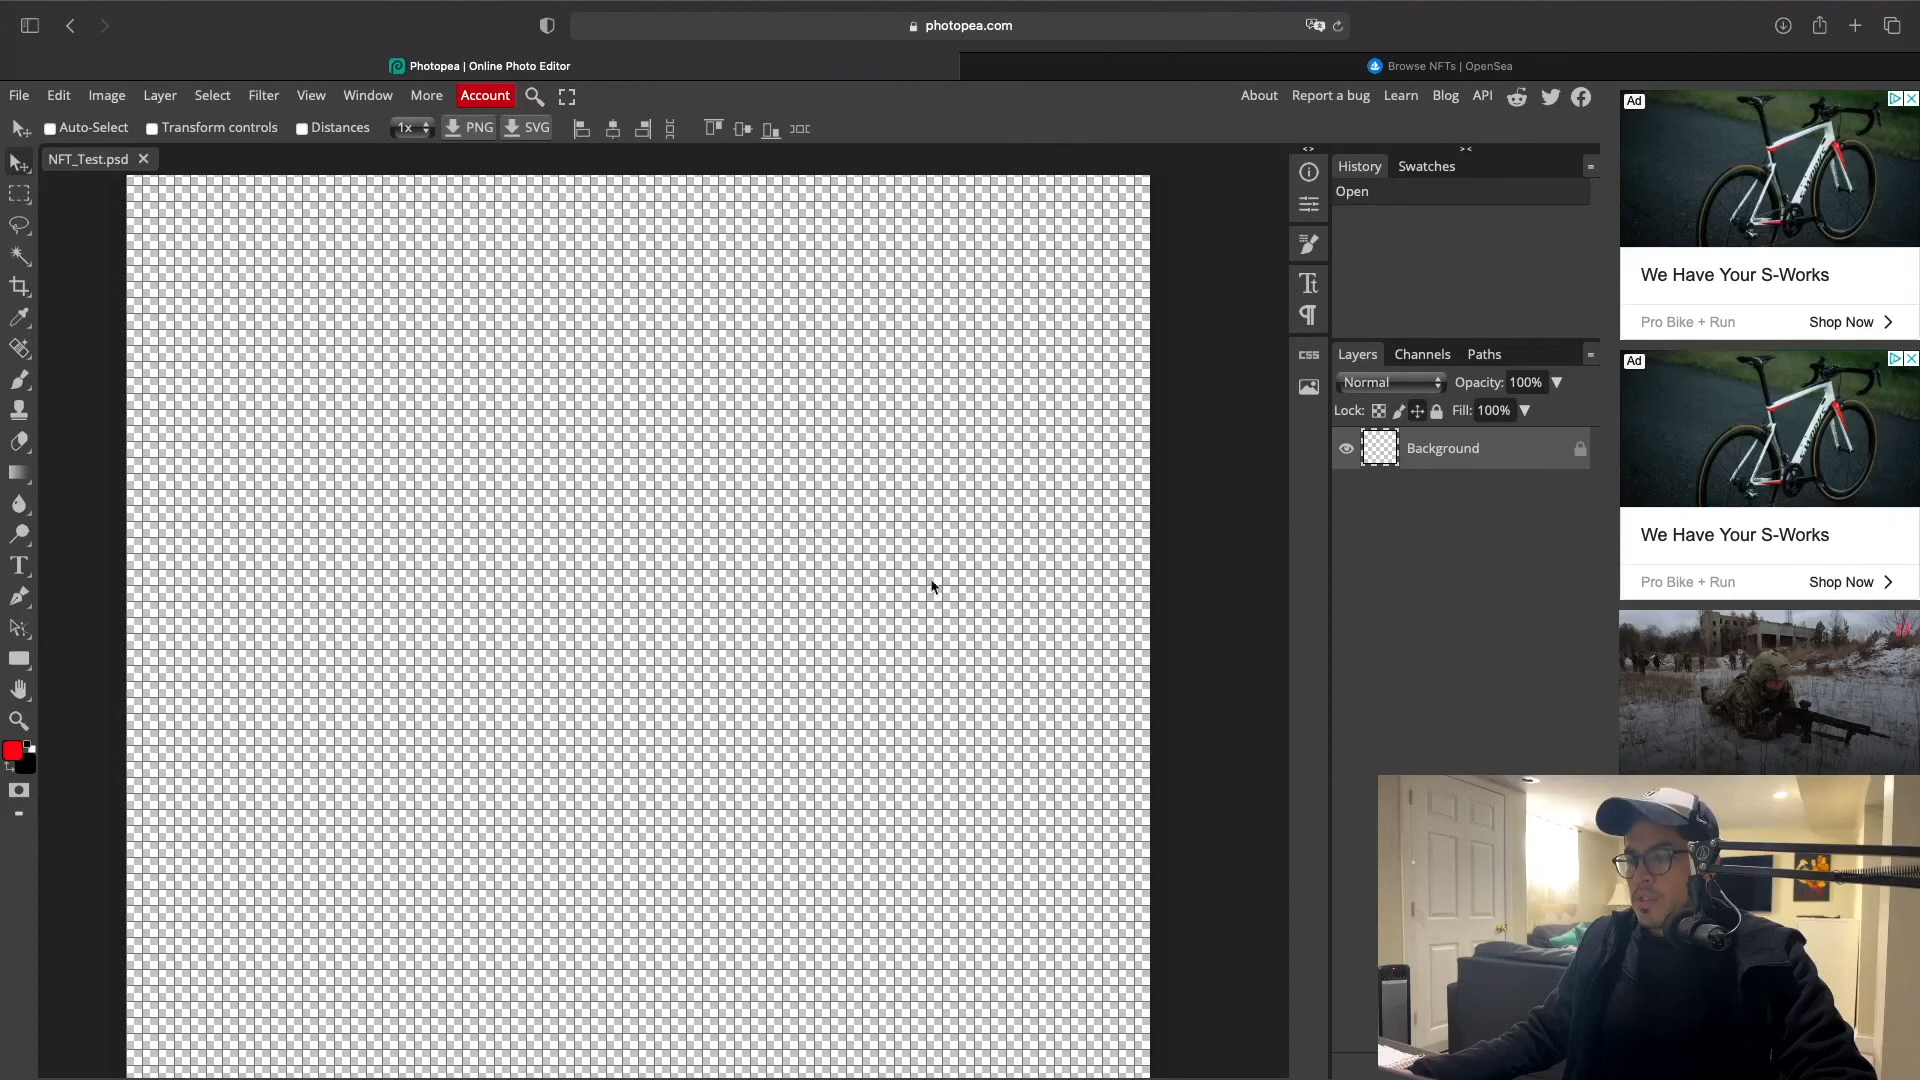 photopea.com
Photopea | Online Photo Editor
Browse NFTs | OpenSea
File Edit Image Layer Select Filter View Window More Account
About Report a bug Learn Blog API
Auto-Select Transform controls Distances 1x PNG SVG
NFT_Test.psd
History Swatches
Open
CSS
Layers Channels Paths
Normal Opacity: 100%
Lock: Fill: 100%
Background
Ad
We Have Your S-Works
Pro Bike + Run Shop Now
Ad
We Have Your S-Works
Pro Bike + Run Shop Now